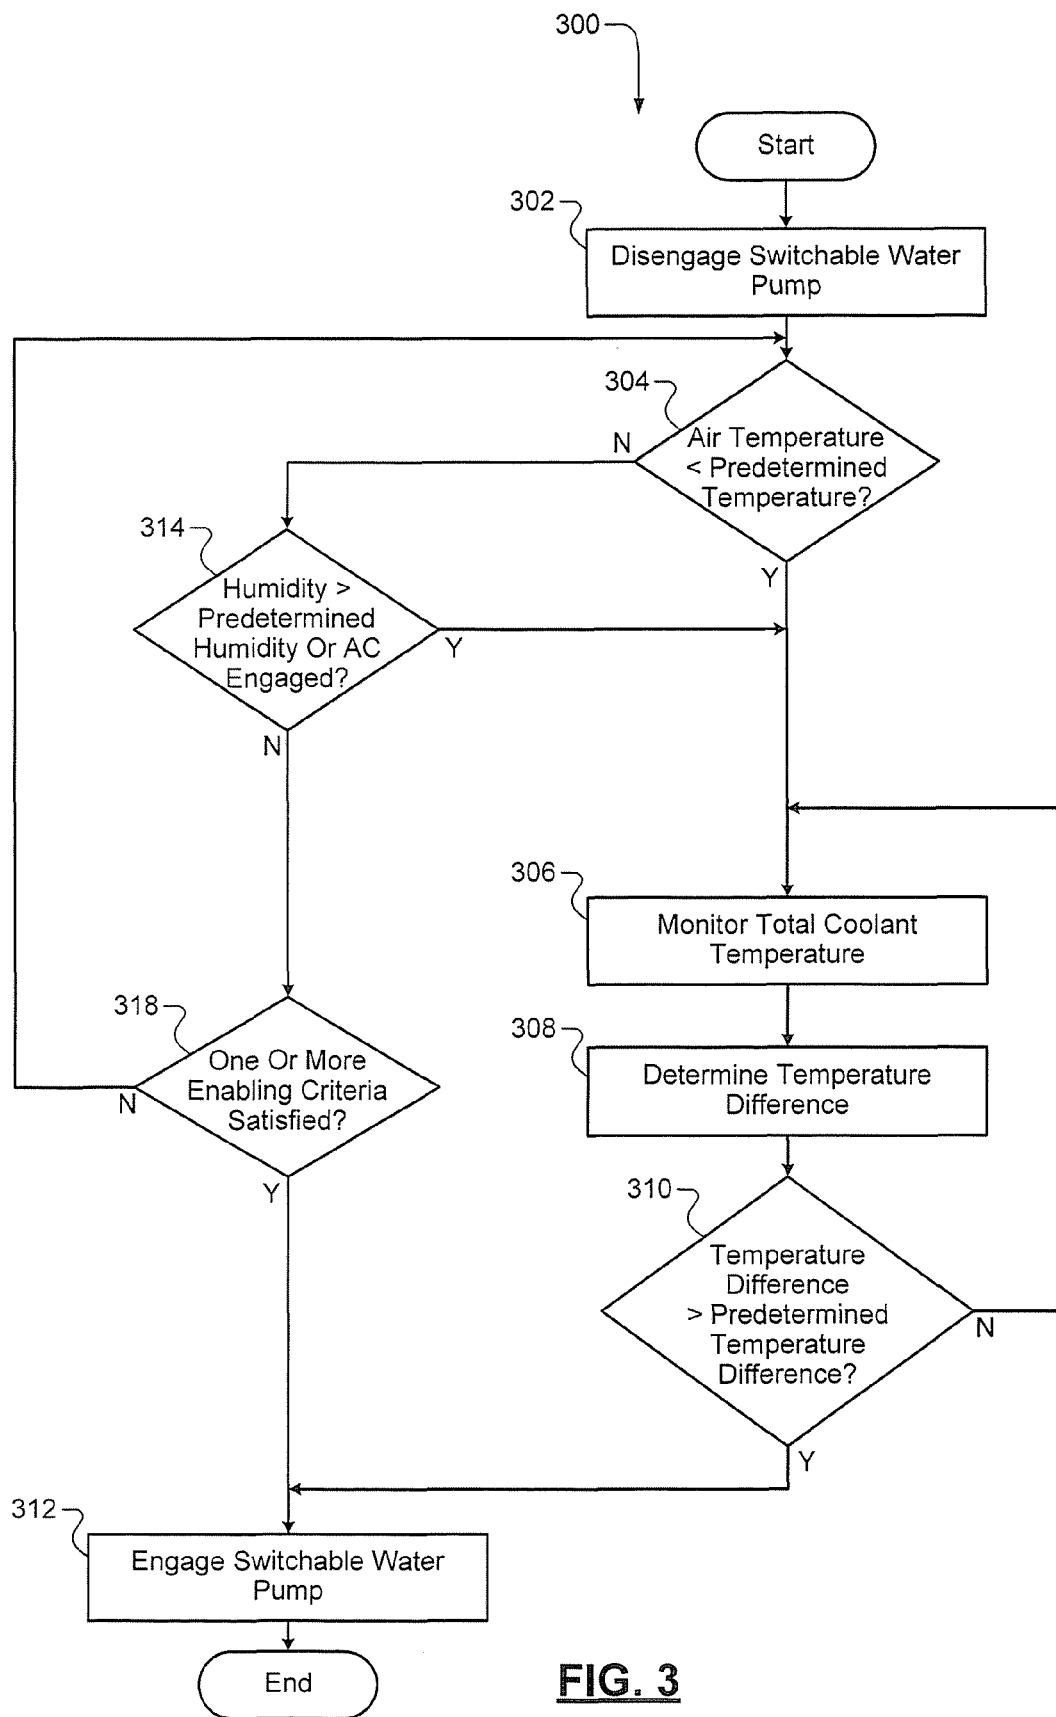 300
Start
302
Disengage Switchable Water
Pump
304
Air Temperature
< Predetermined
Temperature?
N
Y
314
Humidity >
Predetermined
Humidity Or AC
Engaged?
Y
N
306
Monitor Total Coolant
Temperature
318
One Or More
Enabling Criteria
Satisfied?
N
Y
308
Determine Temperature
Difference
310
Temperature
Difference
> Predetermined
Temperature
Difference?
N
Y
312
Engage Switchable Water
Pump
End
FIG. 3